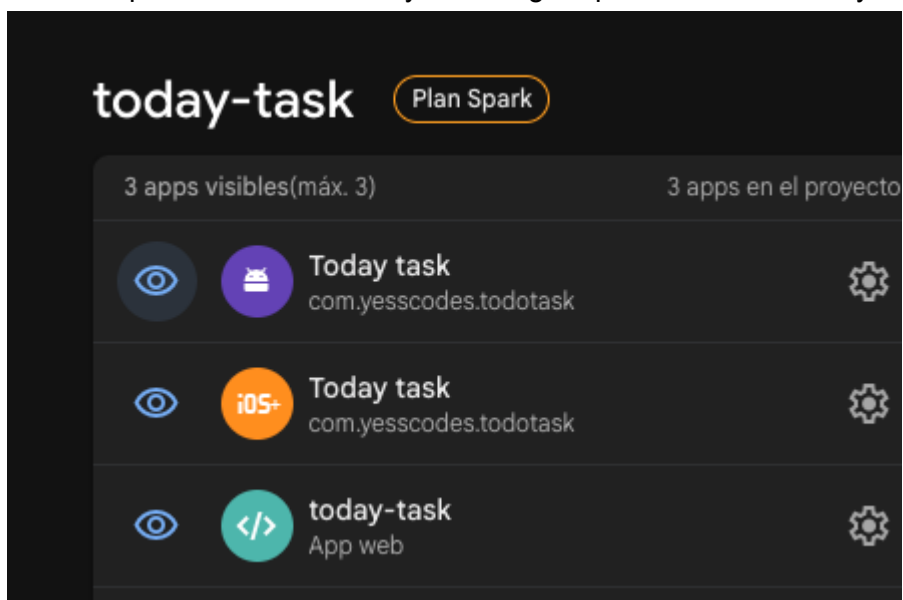 today-task Plan Spark
3 apps visibles(máx. 3) 3 apps en el proyecto
Today task
com.yesscodes.todotask
iOS+ Today task
com.yesscodes.todotask
</> today-task
App web